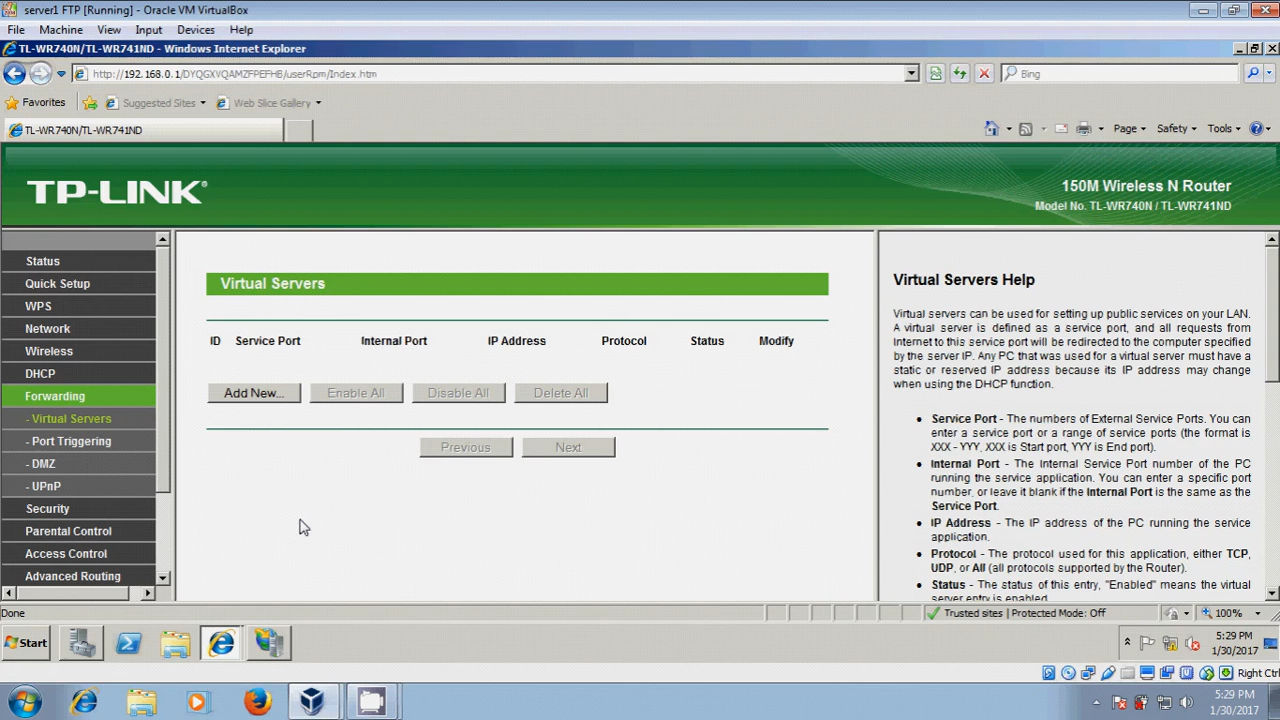 server1 FTP [Running] - Oracle VM VirtualBox
File Machine View Input Devices Help
TL-WR740N/TL-WR741ND - Windows Internet Explorer
http://192.168.0.1/DYQGXVQAMZFPEFHB/userRpm/Index.htm
Bing
Favorites Suggested Sites Web Slice Gallery
TL-WR740N/TL-WR741ND
Page Safety Tools
TP-LINK®
150M Wireless N Router
Model No. TL-WR740N / TL-WR741ND
Status
Quick Setup
WPS
Network
Wireless
DHCP
Forwarding
- Virtual Servers
- Port Triggering
- DMZ
- UPnP
Security
Parental Control
Access Control
Advanced Routing
Virtual Servers
ID Service Port Internal Port IP Address Protocol Status Modify
Add New... Enable All Disable All Delete All
Previous Next
Virtual Servers Help
Virtual servers can be used for setting up public services on your LAN.
A virtual server is defined as a service port, and all requests from
Internet to this service port will be redirected to the computer specified
by the server IP. Any PC that was used for a virtual server must have a
static or reserved IP address because its IP address may change
when using the DHCP function.
• Service Port - The numbers of External Service Ports. You can
enter a service port or a range of service ports (the format is
XXX - YYY, XXX is Start port, YYY is End port).
• Internal Port - The Internal Service Port number of the PC
running the service application. You can enter a specific port
number, or leave it blank if the Internal Port is the same as the
Service Port.
• IP Address - The IP address of the PC running the service
application.
• Protocol - The protocol used for this application, either TCP,
UDP, or All (all protocols supported by the Router).
• Status - The status of this entry, "Enabled" means the virtual
server entry is enabled.
Done
Trusted sites | Protected Mode: Off
100%
Start
5:29 PM
1/30/2017
Right Ctrl
5:29 PM
1/30/2017